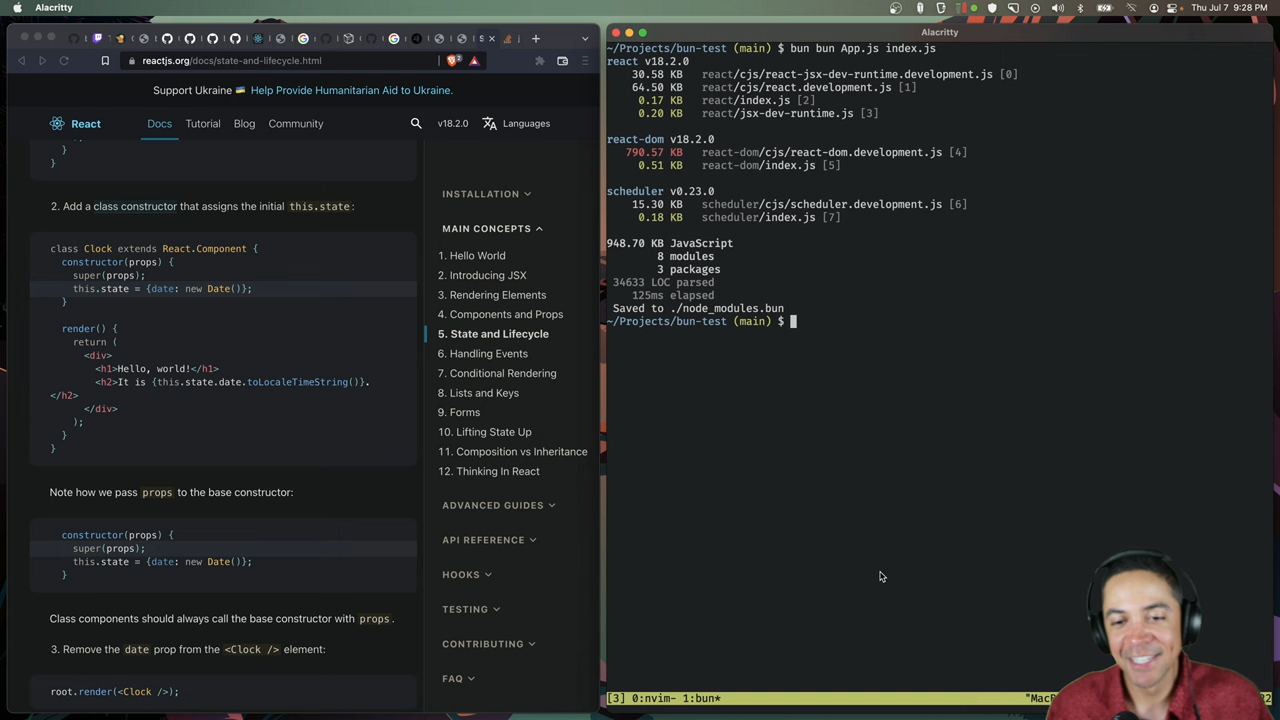 Alacritty
Thu Jul 7 9:28 PM
reactjs.org/docs/state-and-lifecycle.html
Support Ukraine 🇺🇦 Help Provide Humanitarian Aid to Ukraine.
React
Docs
Tutorial
Blog
Community
v18.2.0
Languages
}
}
2. Add a class constructor that assigns the initial this.state:
class Clock extends React.Component {
constructor(props) {
super(props);
this.state = {date: new Date()};
}
render() {
return (
<div>
<h1>Hello, world!</h1>
<h2>It is {this.state.date.toLocaleTimeString()}.
</h2>
</div>
);
}
}
Note how we pass props to the base constructor:
constructor(props) {
super(props);
this.state = {date: new Date()};
}
Class components should always call the base constructor with props.
3. Remove the date prop from the <Clock /> element:
root.render(<Clock />);
INSTALLATION
MAIN CONCEPTS
1. Hello World
2. Introducing JSX
3. Rendering Elements
4. Components and Props
5. State and Lifecycle
6. Handling Events
7. Conditional Rendering
8. Lists and Keys
9. Forms
10. Lifting State Up
11. Composition vs Inheritance
12. Thinking In React
ADVANCED GUIDES
API REFERENCE
HOOKS
TESTING
CONTRIBUTING
FAQ
Alacritty
~/Projects/bun-test (main) $ bun bun App.js index.js
react v18.2.0
30.58 KB react/cjs/react-jsx-dev-runtime.development.js [0]
64.50 KB react/cjs/react.development.js [1]
0.17 KB react/index.js [2]
0.20 KB react/jsx-dev-runtime.js [3]
react-dom v18.2.0
790.57 KB react-dom/cjs/react-dom.development.js [4]
0.51 KB react-dom/index.js [5]
scheduler v0.23.0
15.30 KB scheduler/cjs/scheduler.development.js [6]
0.18 KB scheduler/index.js [7]
948.70 KB JavaScript
8 modules
3 packages
34633 LOC parsed
125ms elapsed
Saved to ./node_modules.bun
~/Projects/bun-test (main) $
[3] 0:nvim- 1:bun*
"MacB
22